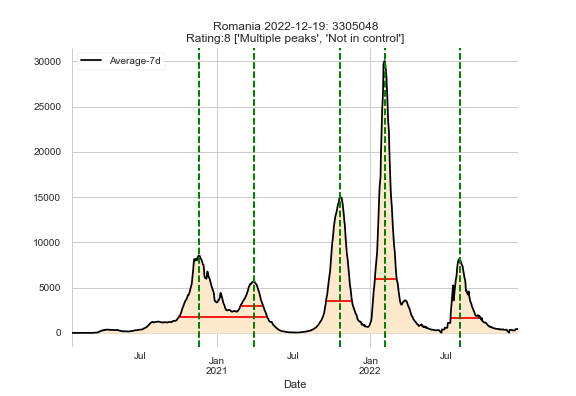 Romania 2022-12-19: 3305048
Rating:8 ['Multiple peaks', 'Not in control']
Average-7d
30000
25000
20000
15000
10000
5000
0
Jul
Jan
2021
Jul
Jan
2022
Jul
Date